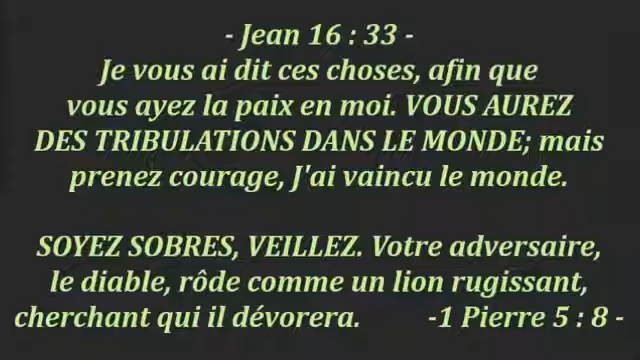 - Jean 16 : 33 -
Je vous ai dit ces choses, afin que
vous ayez la paix en moi. VOUS AUREZ
DES TRIBULATIONS DANS LE MONDE; mais
prenez courage, J'ai vaincu le monde.
SOYEZ SOBRES, VEILLEZ. Votre adversaire,
le diable, rôde comme un lion rugissant,
cherchant qui il dévorera. -1 Pierre 5 : 8 -